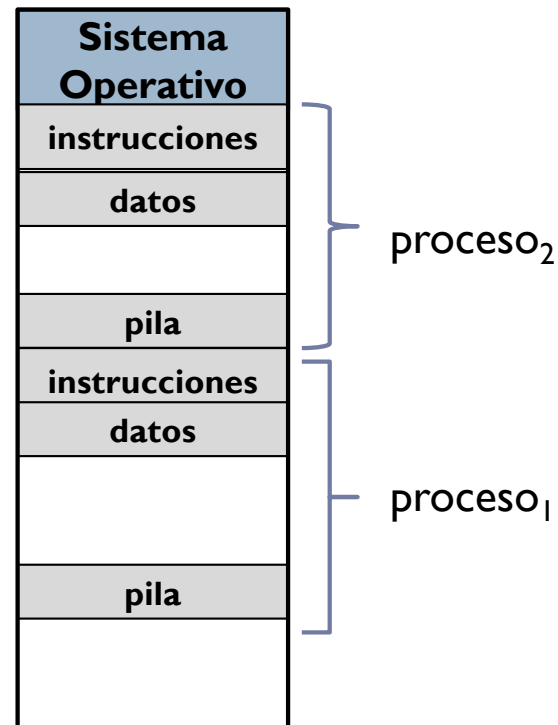 Sistema
Operativo
instrucciones
datos
proceso₂
pila
instrucciones
datos
proceso₁
pila